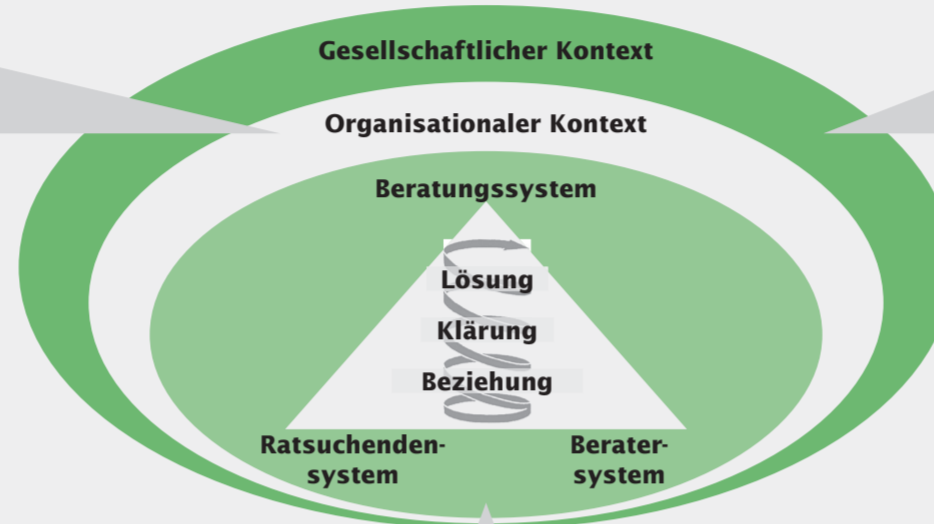 Gesellschaftlicher Kontext
Organisationaler Kontext
Beratungssystem
Lösung
Klärung
Beziehung
Ratsuchenden-
system
Berater-
system